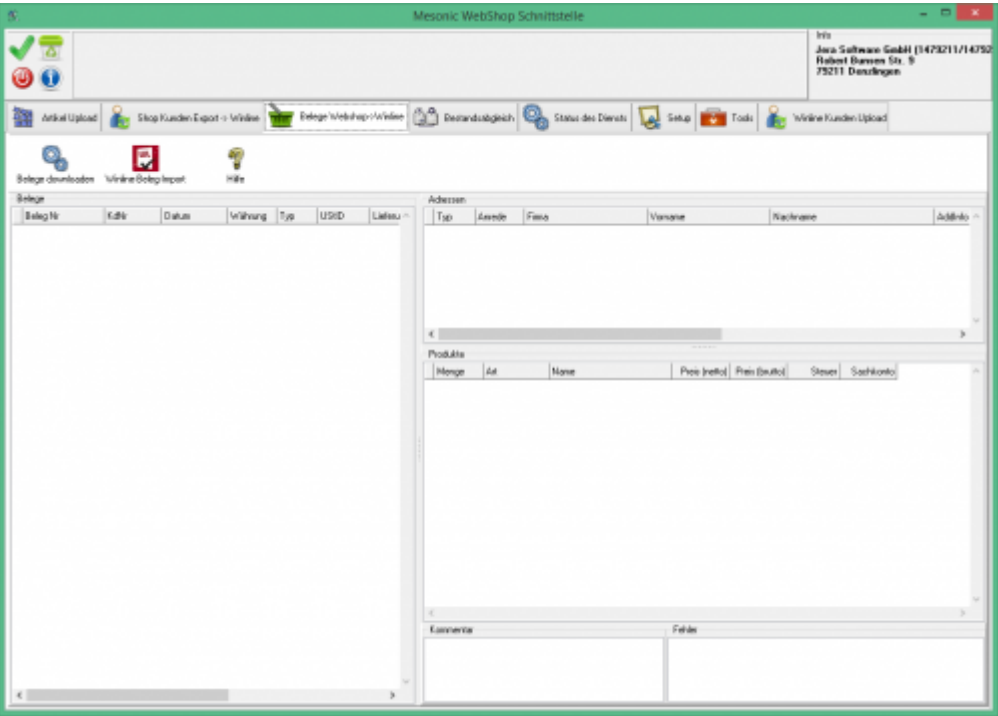 Mesonic WebShop Schnittstelle
Info
Jera Software GmbH (1479211/14792
Robert Bunsen Str. 9
79211 Denzlingen
Artikel Upload
Shop Kunden Export -> Winline
Belege Webshop->Winline
Bestandsabgleich
Status des Diensts
Setup
Tools
Winline Kunden Upload
Belege downloaden
Winline Beleg Import
Hilfe
Belege
Beleg Nr
KdNr
Datum
Währung
Typ
UStID
Lieferu
Adressen
Typ
Anrede
Firma
Vorname
Nachname
AddInfo
Produkte
Menge
Art
Name
Preis (netto)
Preis (brutto)
Steuer
Sachkonto
Kommentar
Fehler